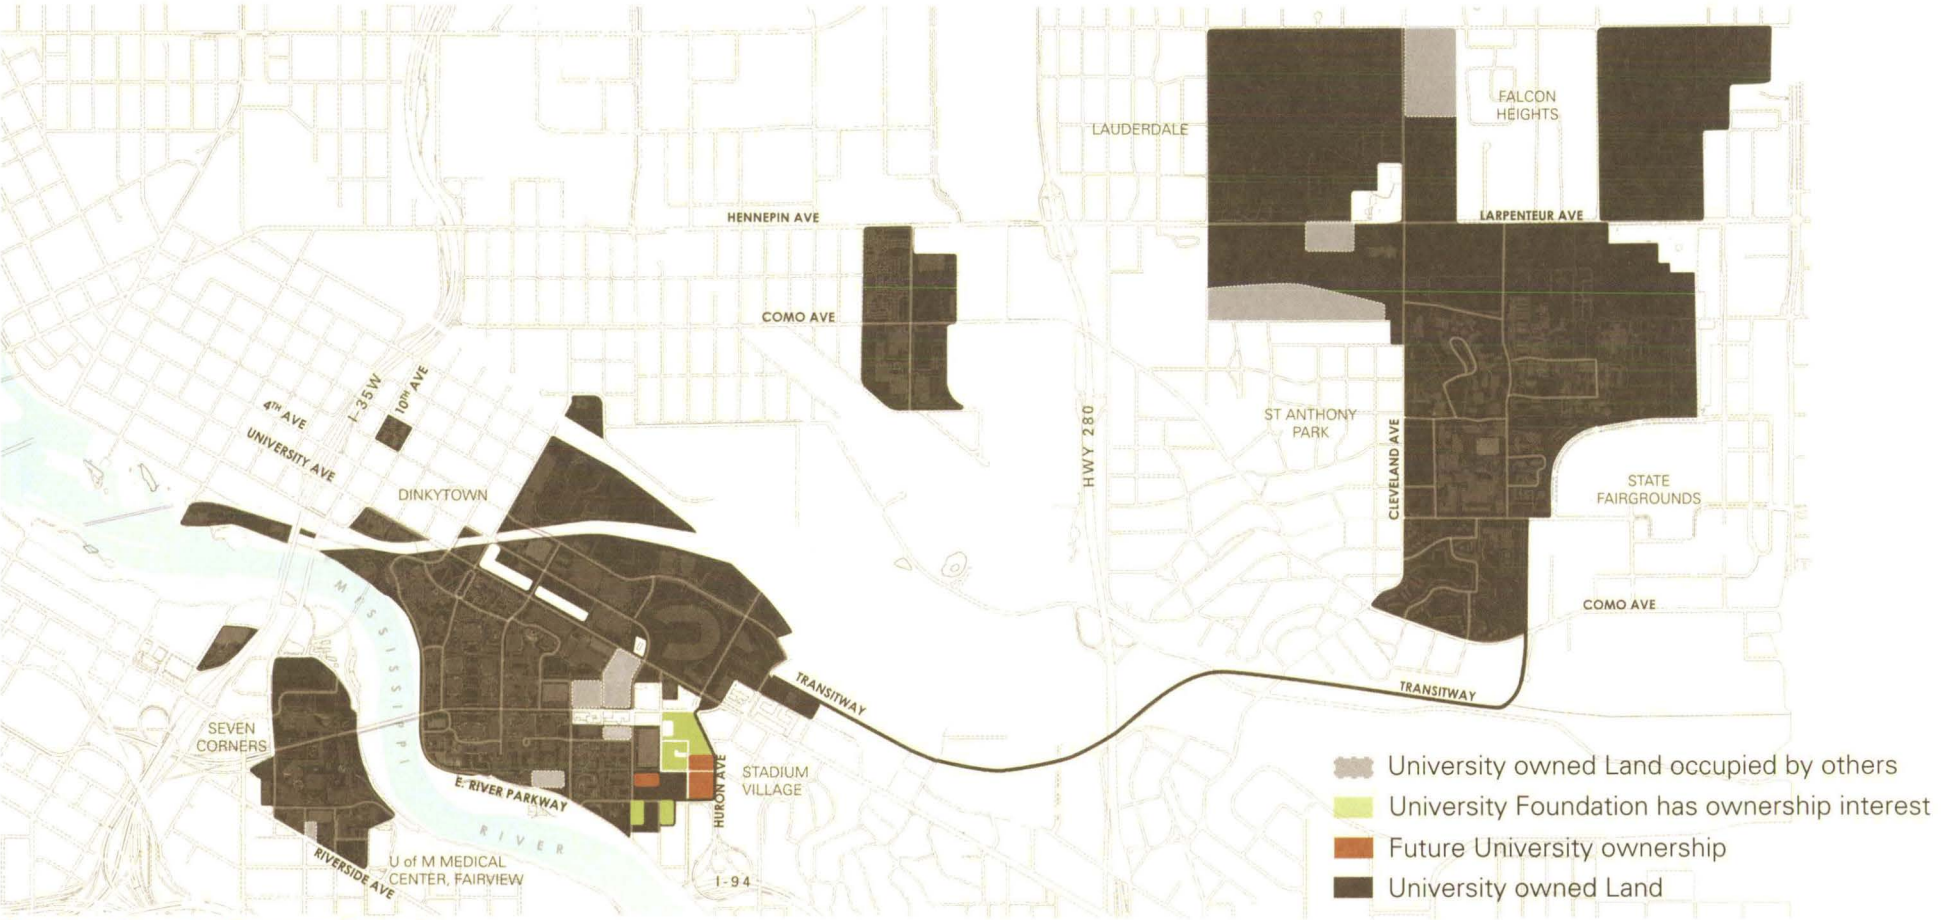 FALCON
HEIGHTS
LAUDERDALE
HENNEPIN AVE
LARPENTEUR AVE
COMO AVE
I-35W
10TH AVE
4TH AVE
UNIVERSITY AVE
HWY 280
ST ANTHONY
PARK
CLEVELAND AVE
STATE
FAIRGROUNDS
DINKYTOWN
MISSISSIPPI
COMO AVE
TRANSITWAY
TRANSITWAY
SEVEN
CORNERS
E. RIVER PARKWAY
HURON AVE
STADIUM
VILLAGE
RIVER
RIVERSIDE AVE
U of M MEDICAL
CENTER, FAIRVIEW
I-94
University owned Land occupied by others
University Foundation has ownership interest
Future University ownership
University owned Land